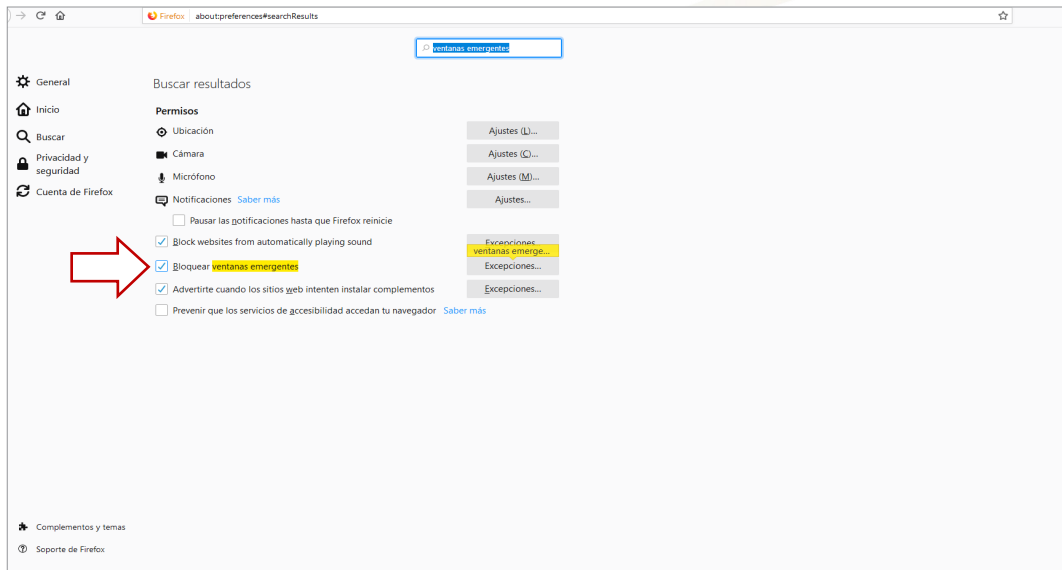 Firefox about:preferences#searchResults
ventanas emergentes
General
Inicio
Buscar
Privacidad y
seguridad
Cuenta de Firefox
Buscar resultados
Permisos
Ubicación Ajustes (L)...
Cámara Ajustes (C)...
Micrófono Ajustes (M)...
Notificaciones Saber más Ajustes...
Pausar las notificaciones hasta que Firefox reinicie
Block websites from automatically playing sound Excepciones...
ventanas emerge...
Bloquear ventanas emergentes Excepciones...
Advertirte cuando los sitios web intenten instalar complementos Excepciones...
Prevenir que los servicios de accesibilidad accedan tu navegador Saber más
Complementos y temas
Soporte de Firefox